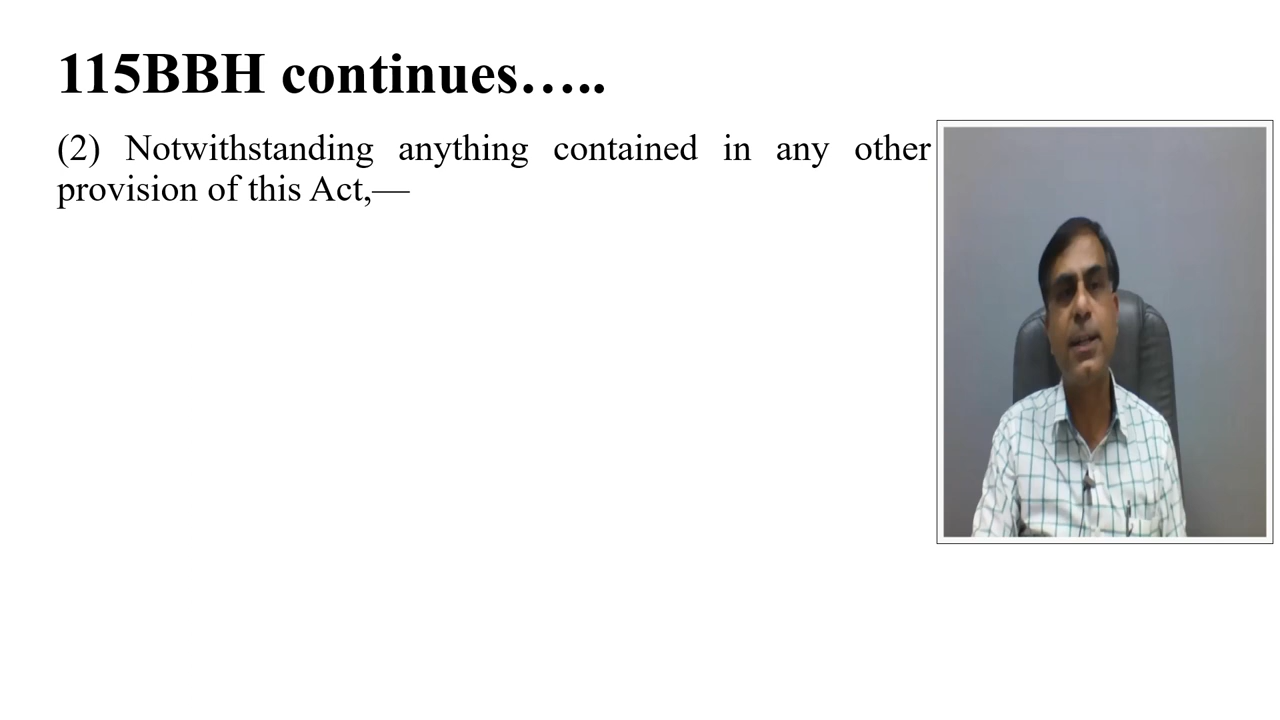 115BBH continues…..
(2) Notwithstanding anything contained in any other
provision of this Act,—